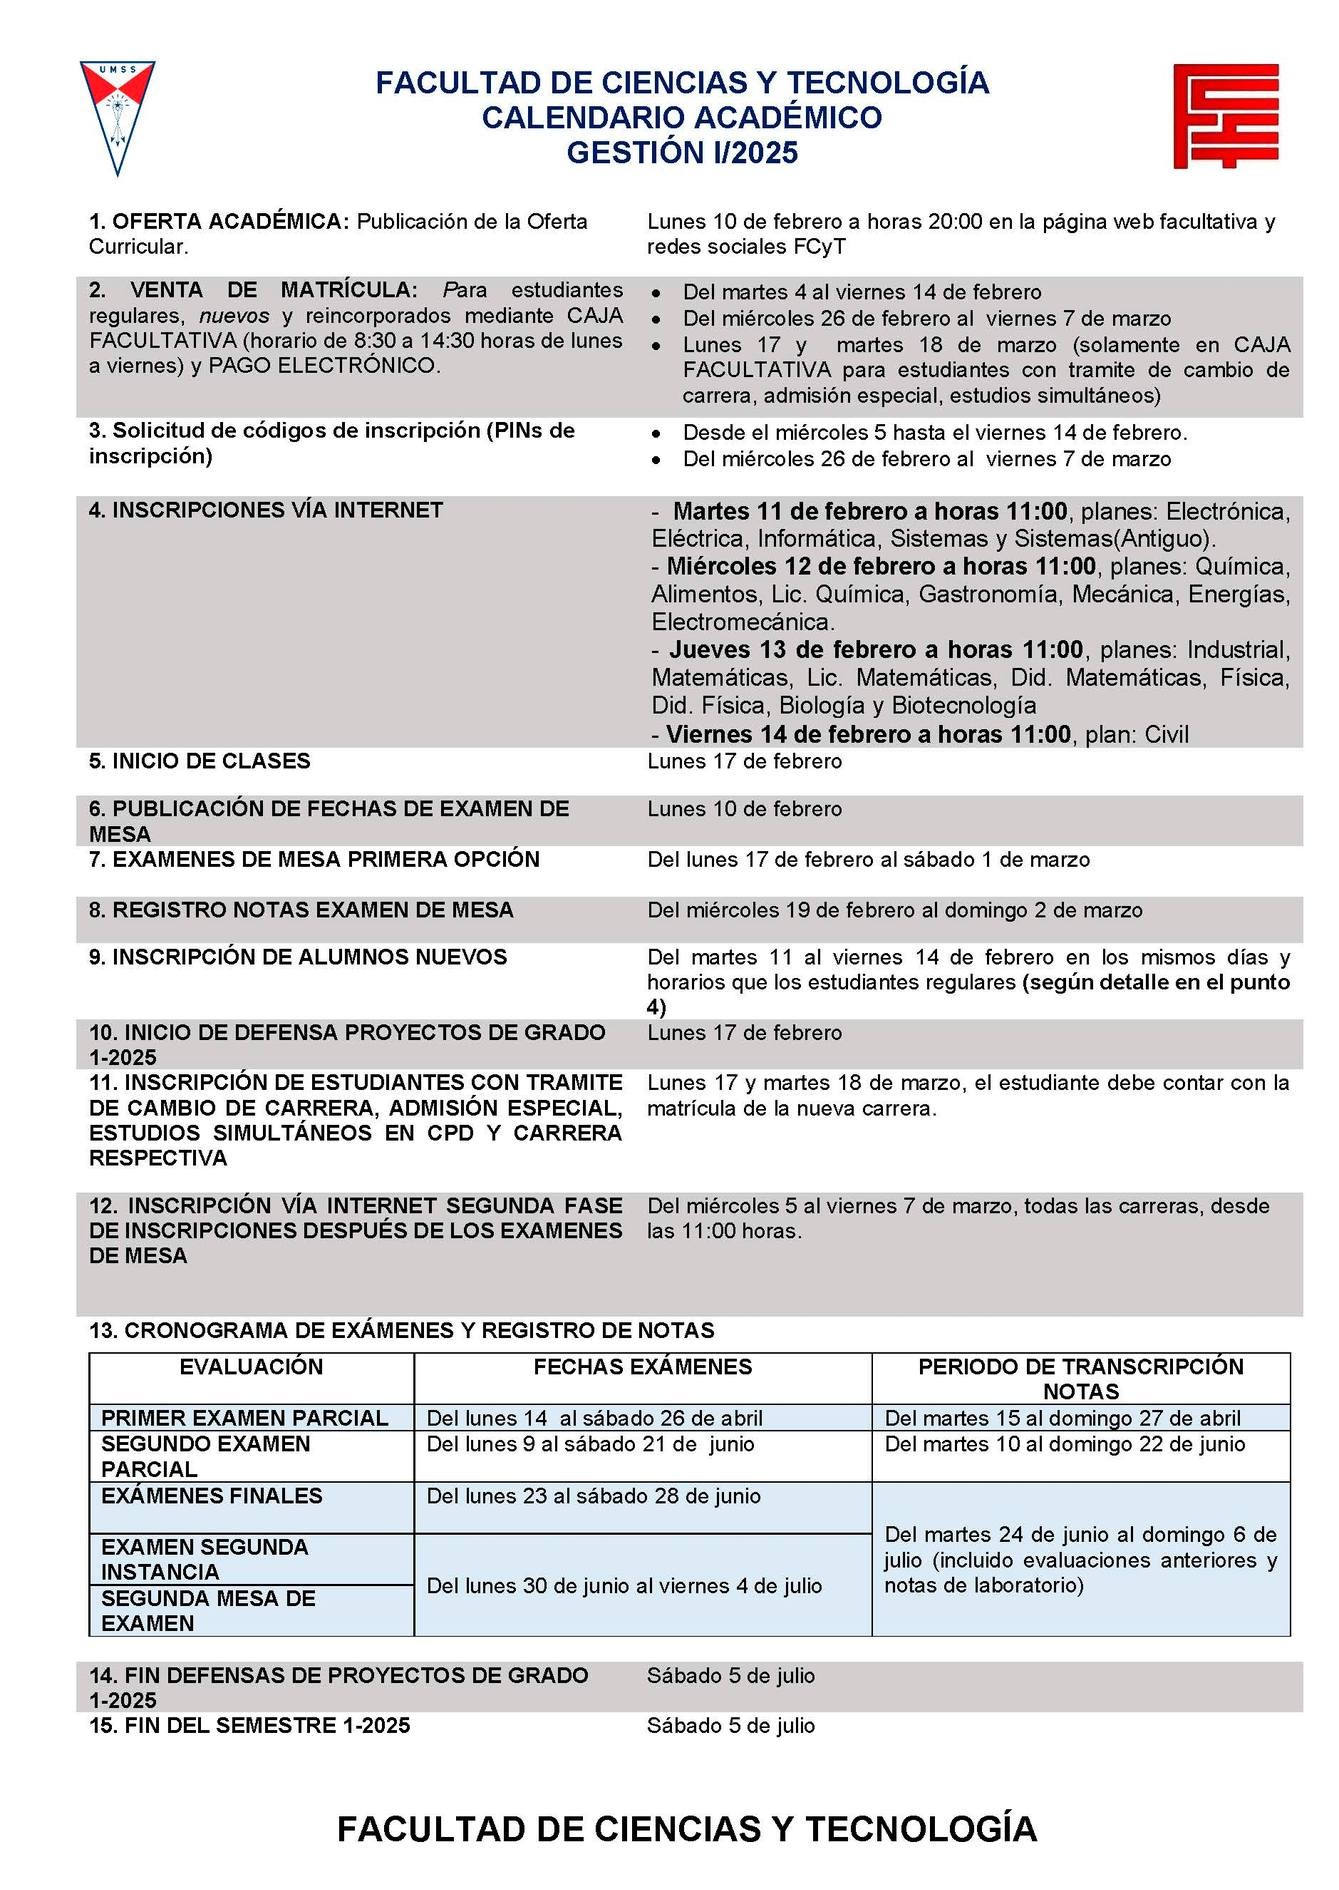 UMSS
FACULTAD DE CIENCIAS Y TECNOLOGÍA
CALENDARIO ACADÉMICO
GESTIÓN I/2025
1. OFERTA ACADÉMICA: Publicación de la Oferta
Curricular.
Lunes 10 de febrero a horas 20:00 en la página web facultativa y
redes sociales FCyT
2. VENTA DE MATRÍCULA: Para estudiantes
regulares, nuevos y reincorporados mediante CAJA
FACULTATIVA (horario de 8:30 a 14:30 horas de lunes
a viernes) y PAGO ELECTRÓNICO.
• Del martes 4 al viernes 14 de febrero
• Del miércoles 26 de febrero al viernes 7 de marzo
• Lunes 17 y martes 18 de marzo (solamente en CAJA
FACULTATIVA para estudiantes con tramite de cambio de
carrera, admisión especial, estudios simultáneos)
3. Solicitud de códigos de inscripción (PINs de
inscripción)
• Desde el miércoles 5 hasta el viernes 14 de febrero.
• Del miércoles 26 de febrero al viernes 7 de marzo
4. INSCRIPCIONES VÍA INTERNET
- Martes 11 de febrero a horas 11:00, planes: Electrónica,
Eléctrica, Informática, Sistemas y Sistemas(Antiguo).
- Miércoles 12 de febrero a horas 11:00, planes: Química,
Alimentos, Lic. Química, Gastronomía, Mecánica, Energías,
Electromecánica.
- Jueves 13 de febrero a horas 11:00, planes: Industrial,
Matemáticas, Lic. Matemáticas, Did. Matemáticas, Física,
Did. Física, Biología y Biotecnología
- Viernes 14 de febrero a horas 11:00, plan: Civil
5. INICIO DE CLASES
Lunes 17 de febrero
6. PUBLICACIÓN DE FECHAS DE EXAMEN DE
MESA
Lunes 10 de febrero
7. EXAMENES DE MESA PRIMERA OPCIÓN
Del lunes 17 de febrero al sábado 1 de marzo
8. REGISTRO NOTAS EXAMEN DE MESA
Del miércoles 19 de febrero al domingo 2 de marzo
9. INSCRIPCIÓN DE ALUMNOS NUEVOS
Del martes 11 al viernes 14 de febrero en los mismos días y
horarios que los estudiantes regulares (según detalle en el punto
4)
10. INICIO DE DEFENSA PROYECTOS DE GRADO
1-2025
Lunes 17 de febrero
11. INSCRIPCIÓN DE ESTUDIANTES CON TRAMITE
DE CAMBIO DE CARRERA, ADMISIÓN ESPECIAL,
ESTUDIOS SIMULTÁNEOS EN CPD Y CARRERA
RESPECTIVA
Lunes 17 y martes 18 de marzo, el estudiante debe contar con la
matrícula de la nueva carrera.
12. INSCRIPCIÓN VÍA INTERNET SEGUNDA FASE
DE INSCRIPCIONES DESPUÉS DE LOS EXAMENES
DE MESA
Del miércoles 5 al viernes 7 de marzo, todas las carreras, desde
las 11:00 horas.
13. CRONOGRAMA DE EXÁMENES Y REGISTRO DE NOTAS
EVALUACIÓN
FECHAS EXÁMENES
PERIODO DE TRANSCRIPCIÓN
NOTAS
PRIMER EXAMEN PARCIAL
Del lunes 14 al sábado 26 de abril
Del martes 15 al domingo 27 de abril
SEGUNDO EXAMEN
PARCIAL
Del lunes 9 al sábado 21 de junio
Del martes 10 al domingo 22 de junio
EXÁMENES FINALES
Del lunes 23 al sábado 28 de junio
Del martes 24 de junio al domingo 6 de
julio (incluido evaluaciones anteriores y
notas de laboratorio)
EXAMEN SEGUNDA
INSTANCIA
Del lunes 30 de junio al viernes 4 de julio
SEGUNDA MESA DE
EXAMEN
14. FIN DEFENSAS DE PROYECTOS DE GRADO
1-2025
Sábado 5 de julio
15. FIN DEL SEMESTRE 1-2025
Sábado 5 de julio
FACULTAD DE CIENCIAS Y TECNOLOGÍA